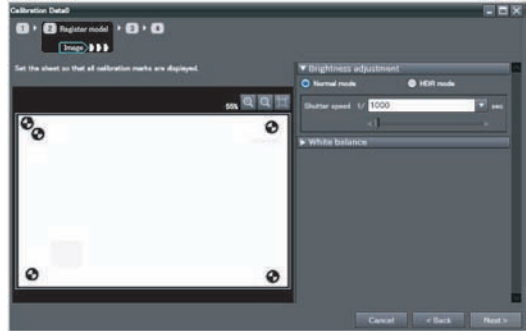 Calibration Data0
1 2 Register model 3 4
Image
Set the sheet so that all calibration marks are displayed.
55%
Brightness adjustment
Normal mode HDR mode
Shutter speed 1/ 1000 sec
White balance
Cancel < Back Next >